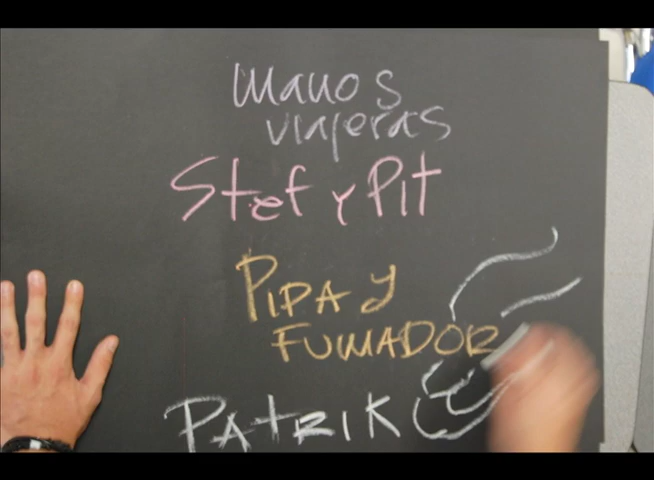 Manos
viajeras
Stef y Pit
PIPA Y
FUMADOR
PATRIK